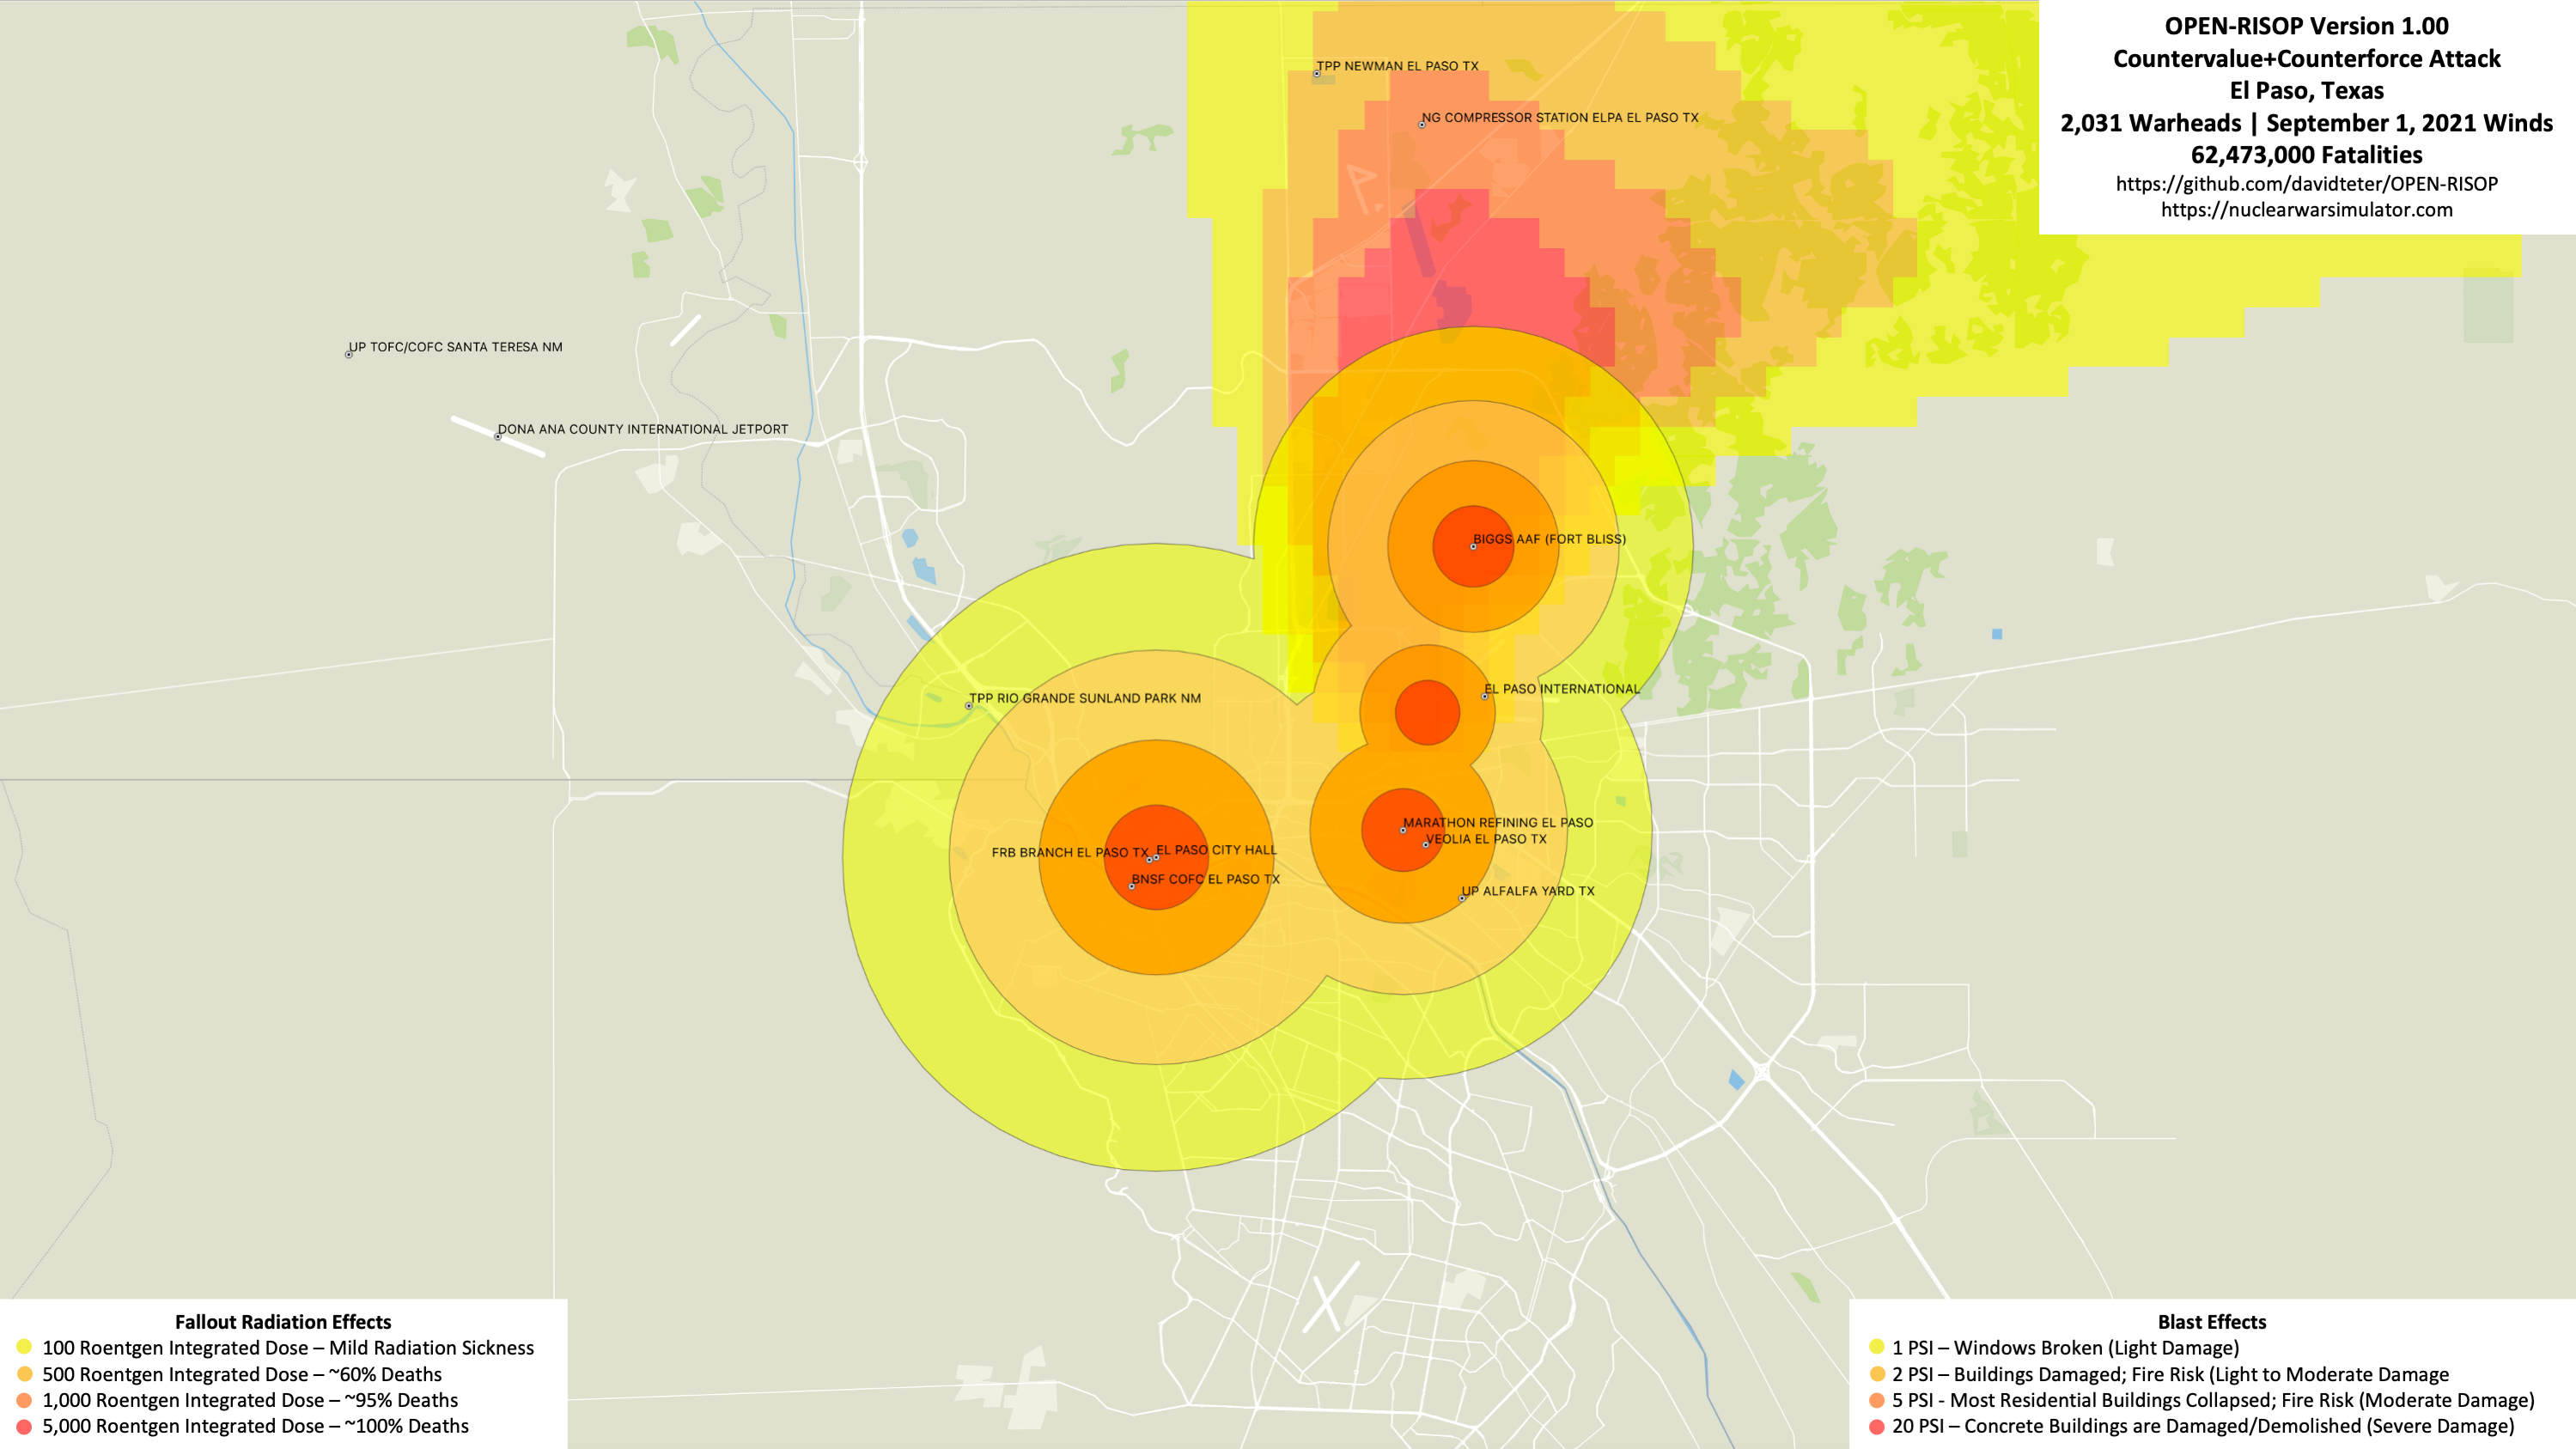 OPEN-RISOP Version 1.00
Countervalue+Counterforce Attack
El Paso, Texas
2,031 Warheads | September 1, 2021 Winds
62,473,000 Fatalities
https://github.com/davidteter/OPEN-RISOP
https://nuclearwarsimulator.com
TPP NEWMAN EL PASO TX
NG COMPRESSOR STATION ELPA EL PASO TX
UP TOFC/COFC SANTA TERESA NM
DONA ANA COUNTY INTERNATIONAL JETPORT
BIGGS AAF (FORT BLISS)
EL PASO INTERNATIONAL
TPP RIO GRANDE SUNLAND PARK NM
MARATHON REFINING EL PASO
VEOLIA EL PASO TX
FRB BRANCH EL PASO TX
EL PASO CITY HALL
BNSF COFC EL PASO TX
UP ALFALFA YARD TX
Fallout Radiation Effects
100 Roentgen Integrated Dose – Mild Radiation Sickness
500 Roentgen Integrated Dose – ~60% Deaths
1,000 Roentgen Integrated Dose – ~95% Deaths
5,000 Roentgen Integrated Dose – ~100% Deaths
Blast Effects
1 PSI – Windows Broken (Light Damage)
2 PSI – Buildings Damaged; Fire Risk (Light to Moderate Damage
5 PSI - Most Residential Buildings Collapsed; Fire Risk (Moderate Damage)
20 PSI – Concrete Buildings are Damaged/Demolished (Severe Damage)